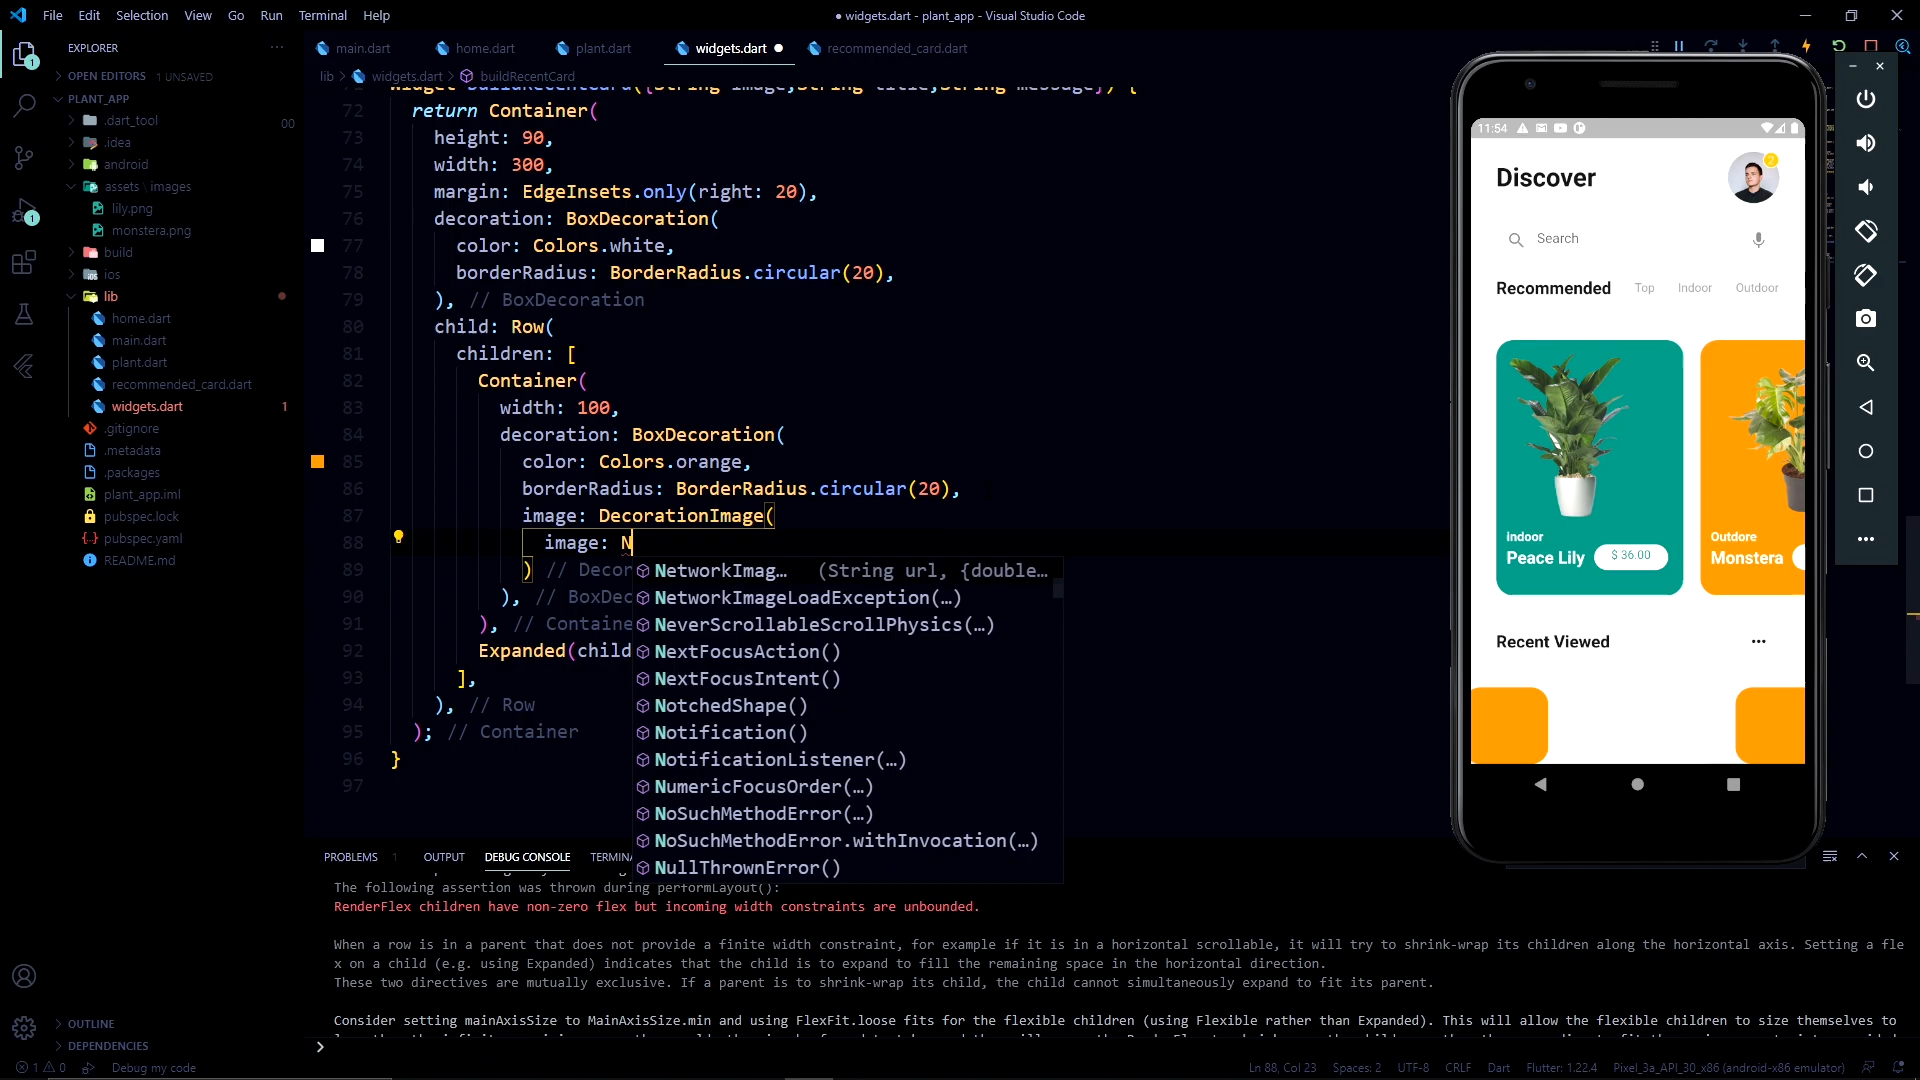 File Edit Selection View Go Run Terminal Help
● widgets.dart - plant_app - Visual Studio Code
EXPLORER
OPEN EDITORS 1 UNSAVED
PLANT_APP
.dart_tool
.idea
android
assets \ images
lily.png
monstera.png
build
ios
lib
home.dart
main.dart
plant.dart
recommended_card.dart
widgets.dart 1
.gitignore
.metadata
.packages
plant_app.iml
pubspec.lock
pubspec.yaml
README.md
OUTLINE
DEPENDENCIES
main.dart home.dart plant.dart widgets.dart recommended_card.dart
lib > widgets.dart > buildRecentCard
71 Widget buildRecentCard({String image,String title,String message}) {
72 return Container(
73 height: 90,
74 width: 300,
75 margin: EdgeInsets.only(right: 20),
76 decoration: BoxDecoration(
77 color: Colors.white,
78 borderRadius: BorderRadius.circular(20),
79 ), // BoxDecoration
80 child: Row(
81 children: [
82 Container(
83 width: 100,
84 decoration: BoxDecoration(
85 color: Colors.orange,
86 borderRadius: BorderRadius.circular(20),
87 image: DecorationImage(
88 image: N
89 ) // Decor
90 ), // BoxDec
91 ), // Containe
92 Expanded(child
93 ],
94 ), // Row
95 ); // Container
96 }
97
NetworkImag… (String url, {double…
NetworkImageLoadException(…)
NeverScrollableScrollPhysics(…)
NextFocusAction()
NextFocusIntent()
NotchedShape()
Notification()
NotificationListener(…)
NumericFocusOrder(…)
NoSuchMethodError(…)
NoSuchMethodError.withInvocation(…)
NullThrownError()
PROBLEMS 1 OUTPUT DEBUG CONSOLE TERMINA
The following assertion was thrown during performLayout():
RenderFlex children have non-zero flex but incoming width constraints are unbounded.
When a row is in a parent that does not provide a finite width constraint, for example if it is in a horizontal scrollable, it will try to shrink-wrap its children along the horizontal axis. Setting a fle
x on a child (e.g. using Expanded) indicates that the child is to expand to fill the remaining space in the horizontal direction.
These two directives are mutually exclusive. If a parent is to shrink-wrap its child, the child cannot simultaneously expand to fit its parent.
Consider setting mainAxisSize to MainAxisSize.min and using FlexFit.loose fits for the flexible children (using Flexible rather than Expanded). This will allow the flexible children to size themselves to
1 0 Debug my code
Ln 88, Col 23 Spaces: 2 UTF-8 CRLF Dart Flutter: 1.22.4 Pixel_3a_API_30_x86 (android-x86 emulator)
11:54
Discover
2
Search
Recommended Top Indoor Outdoor
Indoor
Peace Lily $ 36.00
Outdore
Monstera
Recent Viewed